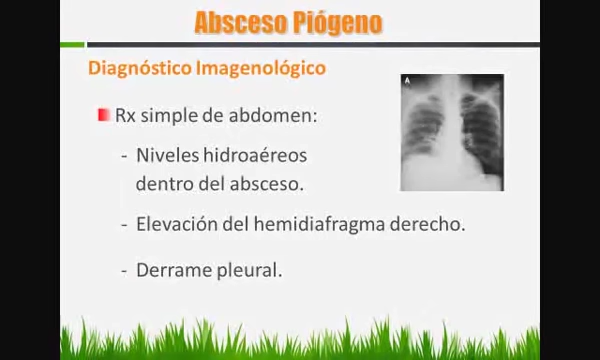 Absceso Piógeno
Diagnóstico Imagenológico
A
Rx simple de abdomen:
- Niveles hidroaéreos
dentro del absceso.
- Elevación del hemidiafragma derecho.
- Derrame pleural.